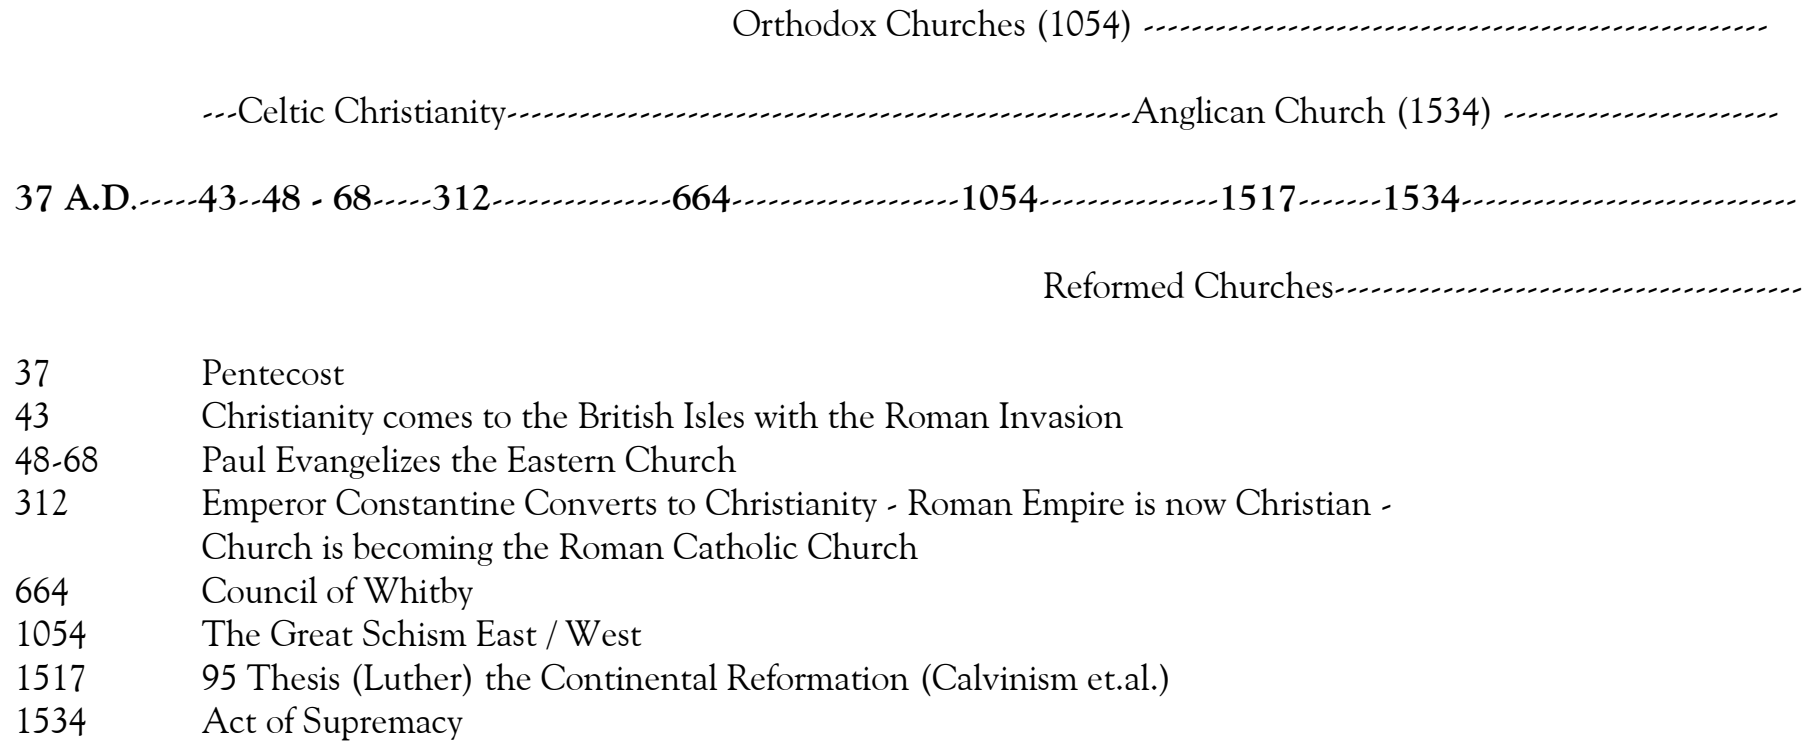 Orthodox Churches (1054) ----------------------------------------------------
---Celtic Christianity----------------------------------------------------Anglican Church (1534) -----------------------
37 A.D.-----43--48 - 68-----312---------------664-------------------1054---------------1517-------1534----------------------------
Reformed Churches---------------------------------------
37 Pentecost
43 Christianity comes to the British Isles with the Roman Invasion
48-68 Paul Evangelizes the Eastern Church
312 Emperor Constantine Converts to Christianity - Roman Empire is now Christian -
Church is becoming the Roman Catholic Church
664 Council of Whitby
1054 The Great Schism East / West
1517 95 Thesis (Luther) the Continental Reformation (Calvinism et.al.)
1534 Act of Supremacy